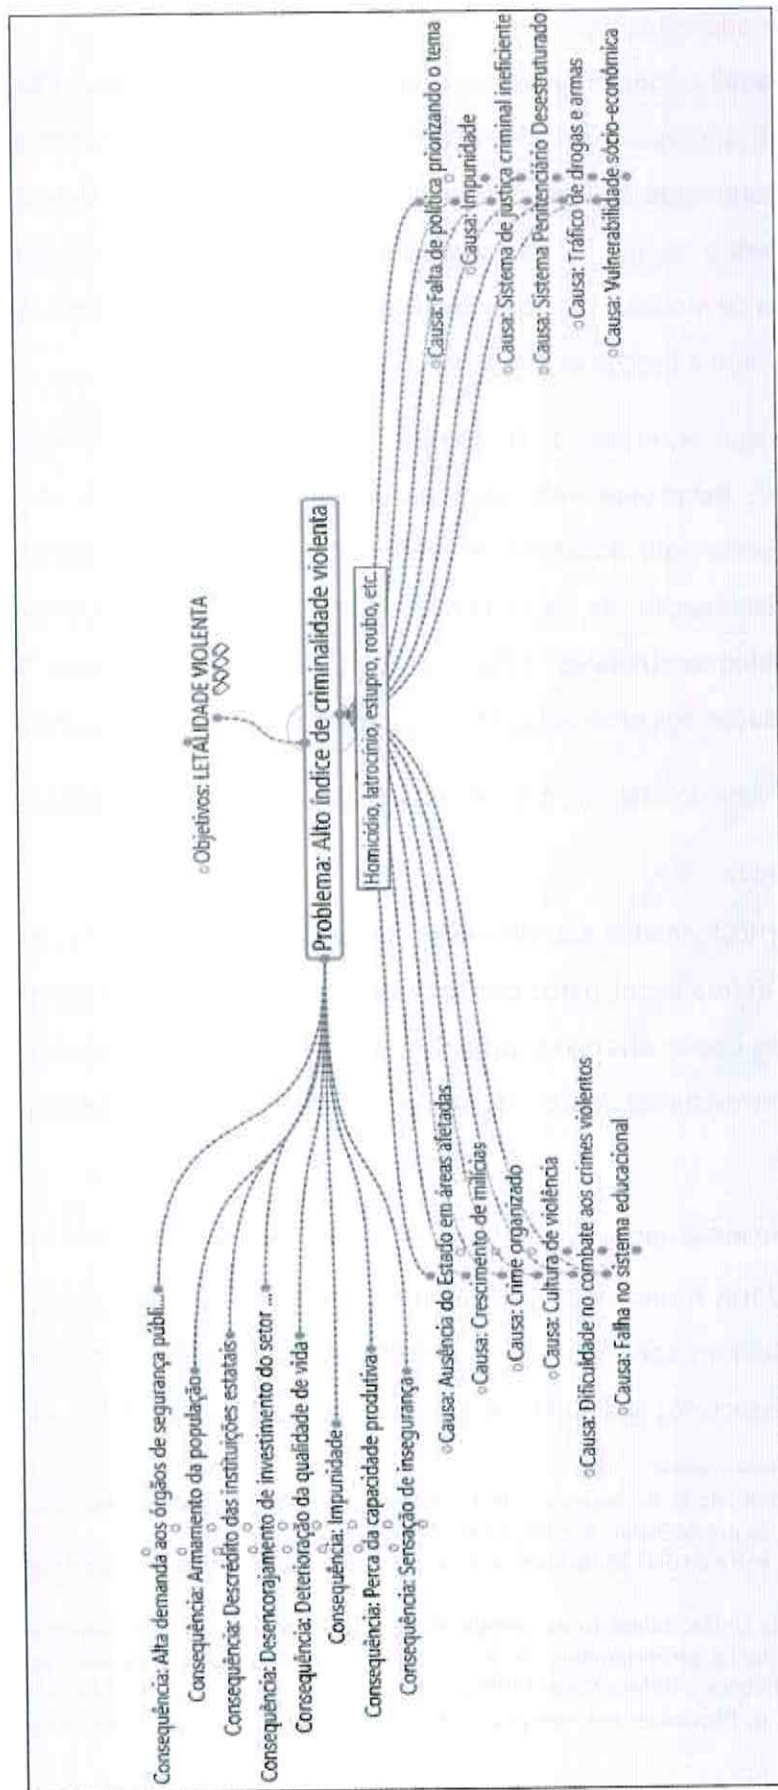 Objetivos: LETALIDADE VIOLENTA
Problema: Alto índice de criminalidade violenta
Homicídio, latrocínio, estupro, roubo, etc.
Consequência: Alta demanda aos órgãos de segurança públi...
Consequência: Armamento da população
Consequência: Descrédito das instituições estatais
Consequência: Desencorajamento de investimento do setor ...
Consequência: Deterioração da qualidade de vida
Consequência: Impunidade
Consequência: Perca da capacidade produtiva
Consequência: Sensação de insegurança
Causa: Ausência do Estado em áreas afetadas
Causa: Crescimento de milícias
Causa: Crime organizado
Causa: Cultura de violência
Causa: Dificuldade no combate aos crimes violentos
Causa: Falha no sistema educacional
Causa: Falta de política priorizando o tema
Causa: Impunidade
Causa: Sistema de justiça criminal ineficiente
Causa: Sistema Penitenciário Desestruturado
Causa: Tráfico de drogas e armas
Causa: Vulnerabilidade sócio-econômica